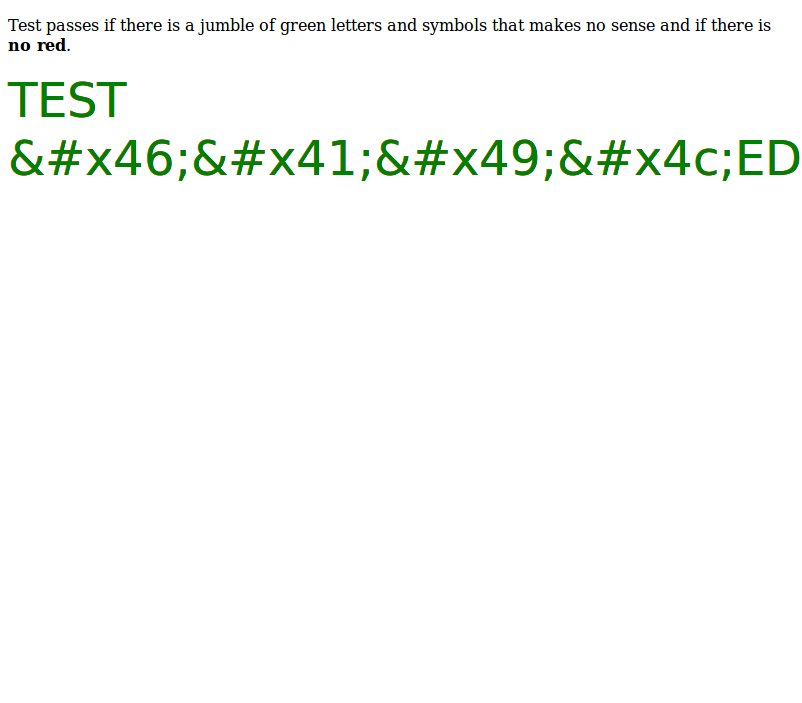 Test passes if there is a jumble of green letters and symbols that makes no sense and if there is
no red.
TEST
&#x46;&#x41;&#x49;&#x4c;ED